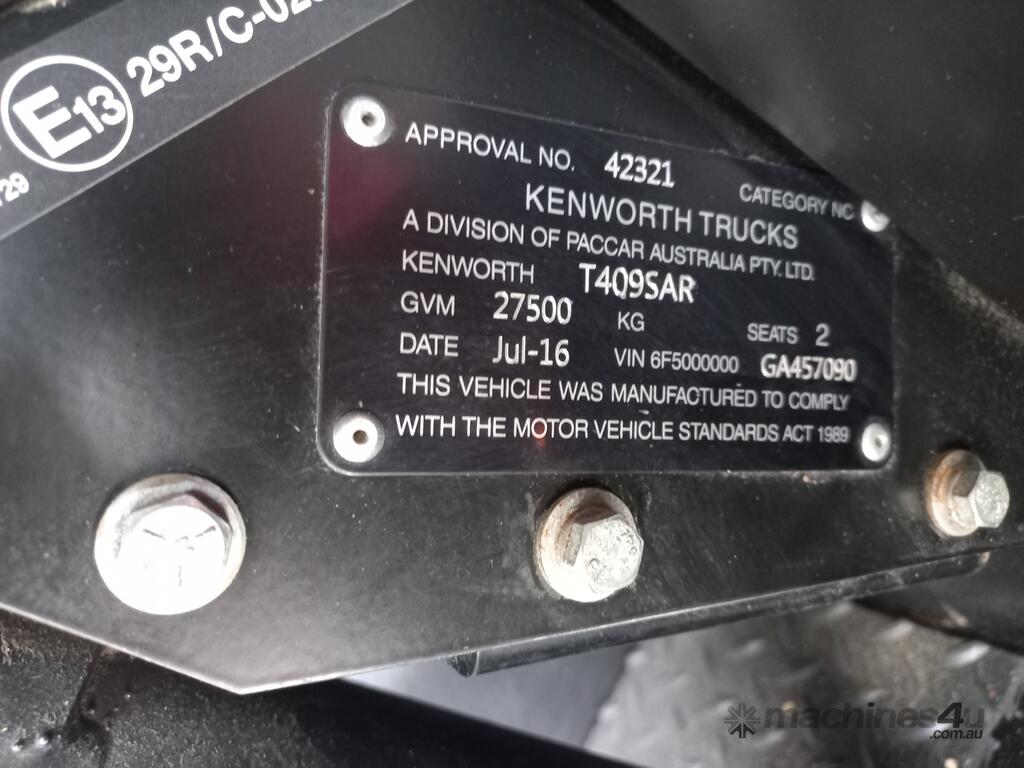 E13 29R/C-02
29
APPROVAL NO. 42321
CATEGORY NC
KENWORTH TRUCKS
A DIVISION OF PACCAR AUSTRALIA PTY. LTD.
KENWORTH T409SAR
GVM 27500 KG SEATS 2
DATE Jul-16 VIN 6F5000000 GA457090
THIS VEHICLE WAS MANUFACTURED TO COMPLY
WITH THE MOTOR VEHICLE STANDARDS ACT 1989
machines4u
.com.au